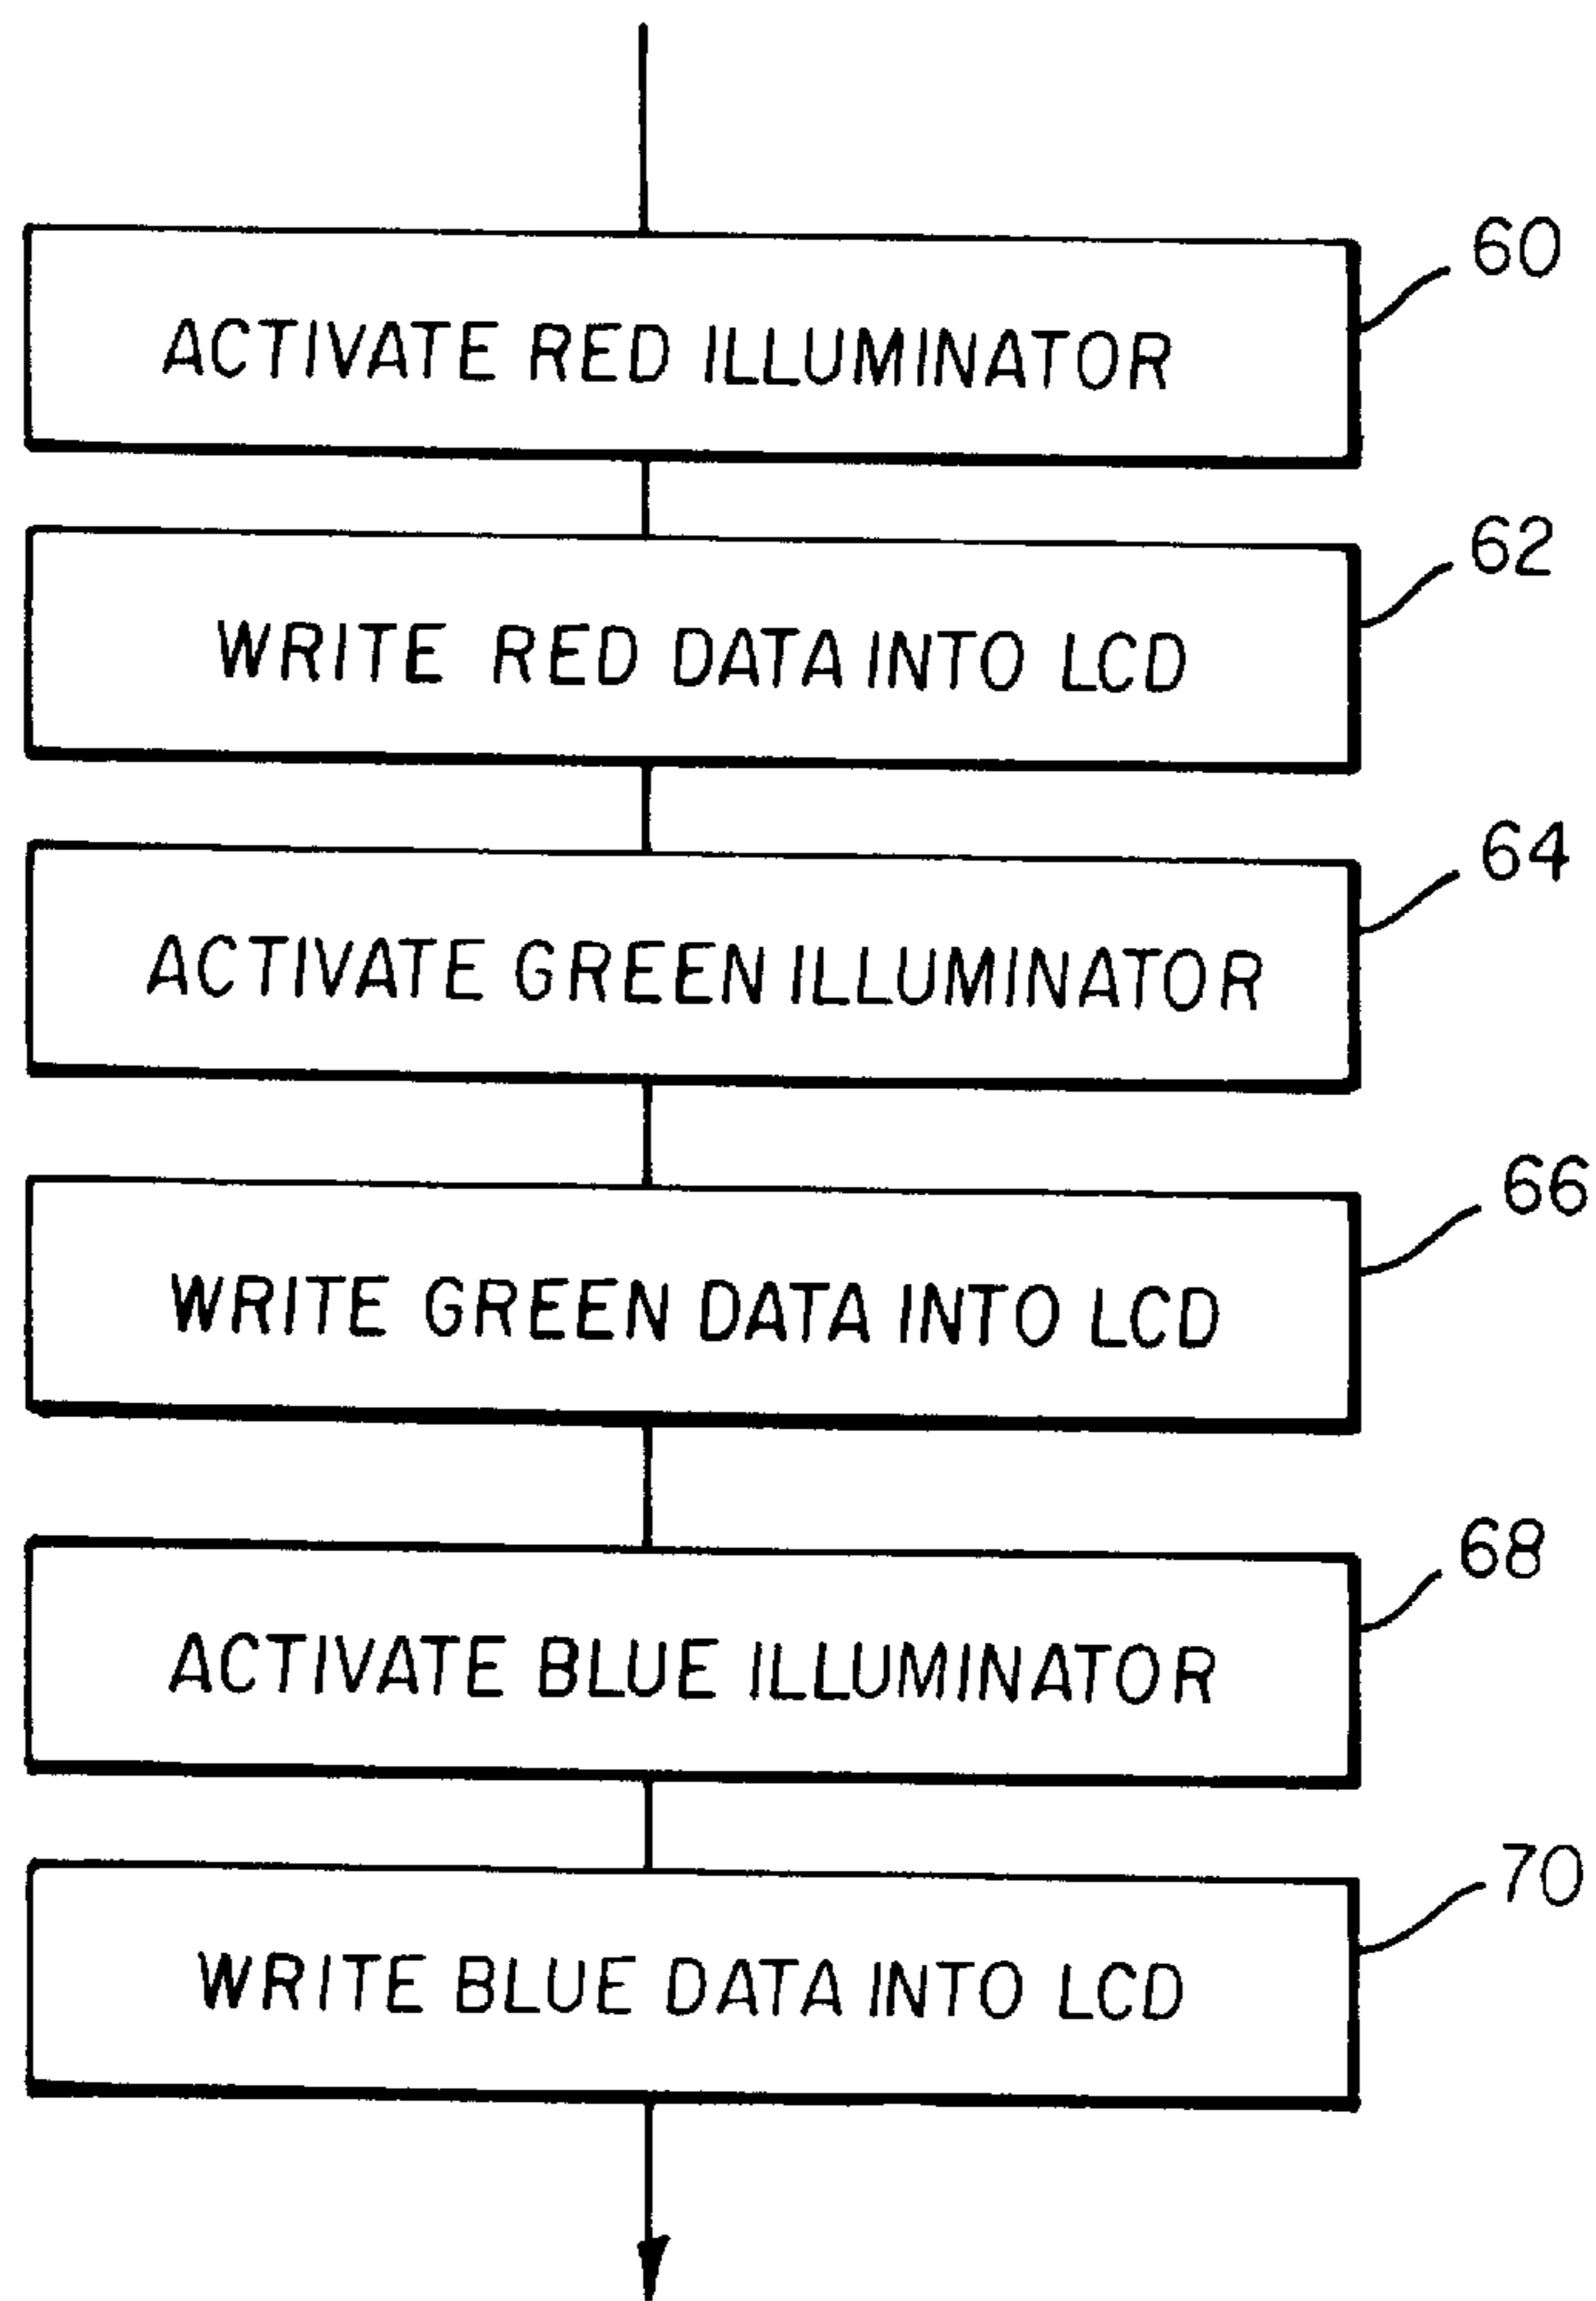 60
ACTIVATE RED ILLUMINATOR
62
WRITE RED DATA INTO LCD
64
ACTIVATE GREEN ILLUMINATOR
66
WRITE GREEN DATA INTO LCD
68
ACTIVATE BLUE ILLUMINATOR
70
WRITE BLUE DATA INTO LCD